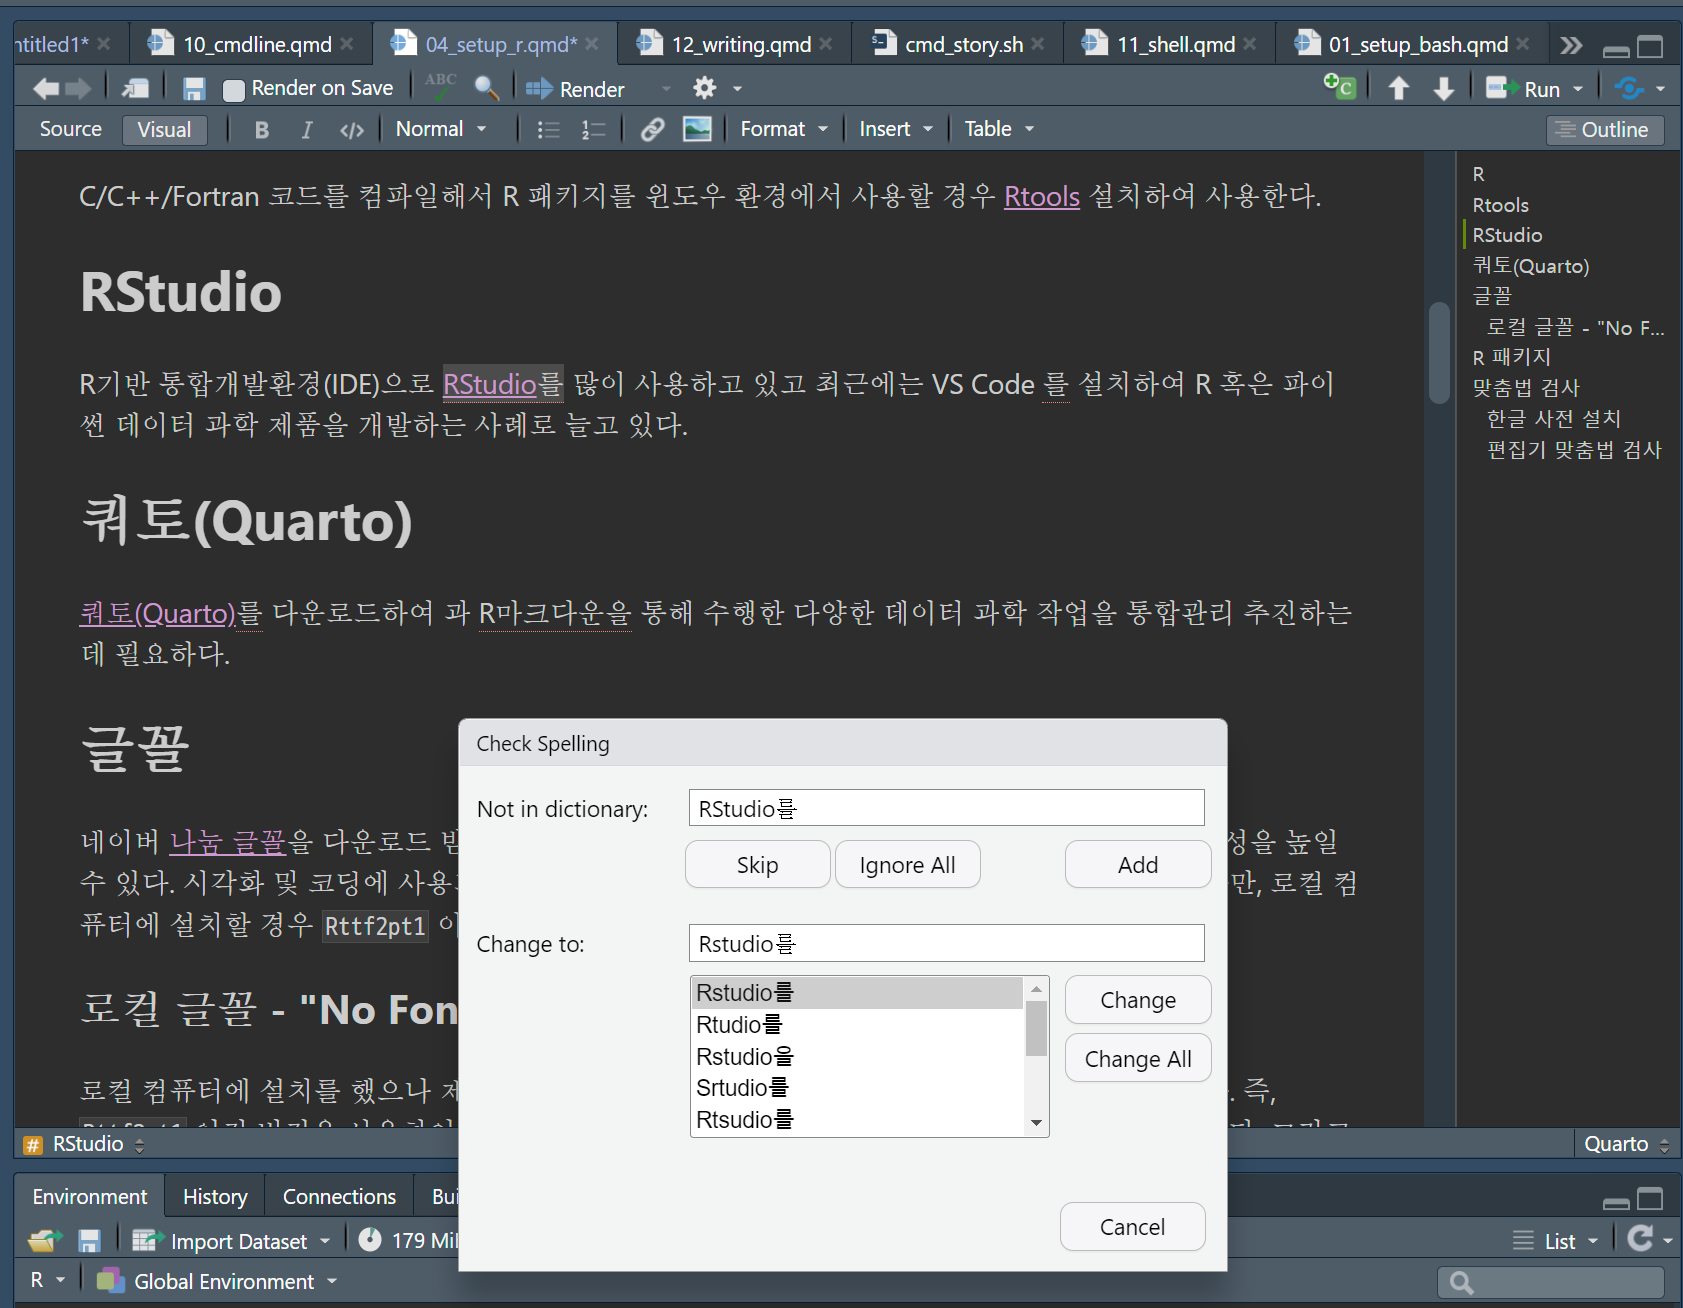 ntitled1* 10_cmdline.qmd 04_setup_r.qmd* 12_writing.qmd cmd_story.sh 11_shell.qmd 01_setup_bash.qmd
Render on Save ABC Render Run
Source Visual B I </> Normal Format Insert Table Outline
C/C++/Fortran 코드를 컴파일해서 R 패키지를 윈도우 환경에서 사용할 경우 Rtools 설치하여 사용한다.
RStudio
R기반 통합개발환경(IDE)으로 RStudio를 많이 사용하고 있고 최근에는 VS Code 를 설치하여 R 혹은 파이
썬 데이터 과학 제품을 개발하는 사례로 늘고 있다.
쿼토(Quarto)
쿼토(Quarto)를 다운로드하여 과 R마크다운을 통해 수행한 다양한 데이터 과학 작업을 통합관리 추진하는
데 필요하다.
글꼴
네이버 나눔 글꼴을 다운로드 받 성을 높일
수 있다. 시각화 및 코딩에 사용 만, 로컬 컴
퓨터에 설치할 경우 Rttf2pt1 이
로컬 글꼴 - "No Fon
로컬 컴퓨터에 설치를 했으나 제 . 즉,
R
Rtools
RStudio
쿼토(Quarto)
글꼴
로컬 글꼴 - "No F...
R 패키지
맞춤법 검사
한글 사전 설치
편집기 맞춤법 검사
Check Spelling
Not in dictionary: RStudio를
Skip Ignore All Add
Change to: Rstudio를
Rstudio를
Rtudio를
Rstudio을
Srtudio를
Rtsudio를
Change
Change All
Cancel
# RStudio Quarto
Environment History Connections Bui
Import Dataset 179 Mi List
R Global Environment